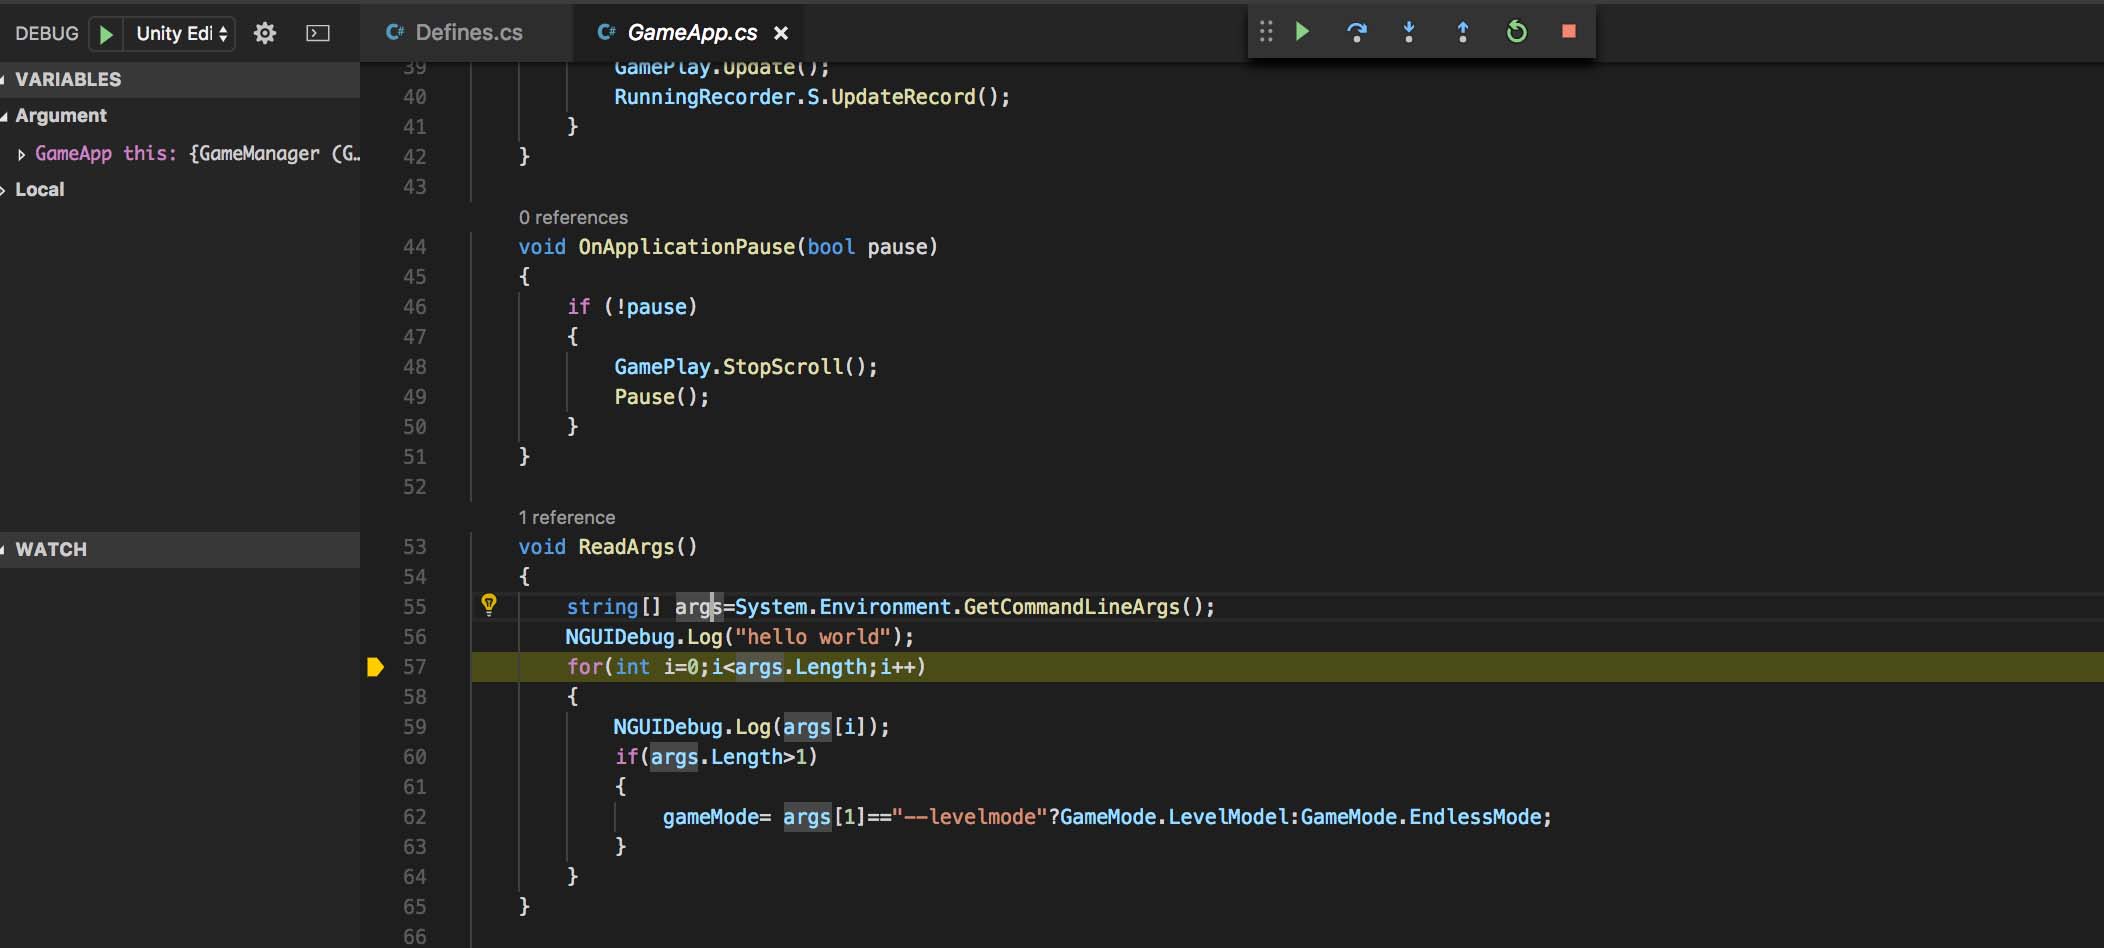 DEBUG Unity Edi
Defines.cs
GameApp.cs
VARIABLES
Argument
GameApp this: {GameManager (G…
Local
WATCH
39 GamePlay.Update();
40 RunningRecorder.S.UpdateRecord();
41 }
42 }
43
0 references
44 void OnApplicationPause(bool pause)
45 {
46 if (!pause)
47 {
48 GamePlay.StopScroll();
49 Pause();
50 }
51 }
52
1 reference
53 void ReadArgs()
54 {
55 string[] args=System.Environment.GetCommandLineArgs();
56 NGUIDebug.Log("hello world");
57 for(int i=0;i<args.Length;i++)
58 {
59 NGUIDebug.Log(args[i]);
60 if(args.Length>1)
61 {
62 gameMode= args[1]=="--levelmode"?GameMode.LevelModel:GameMode.EndlessMode;
63 }
64 }
65 }
66